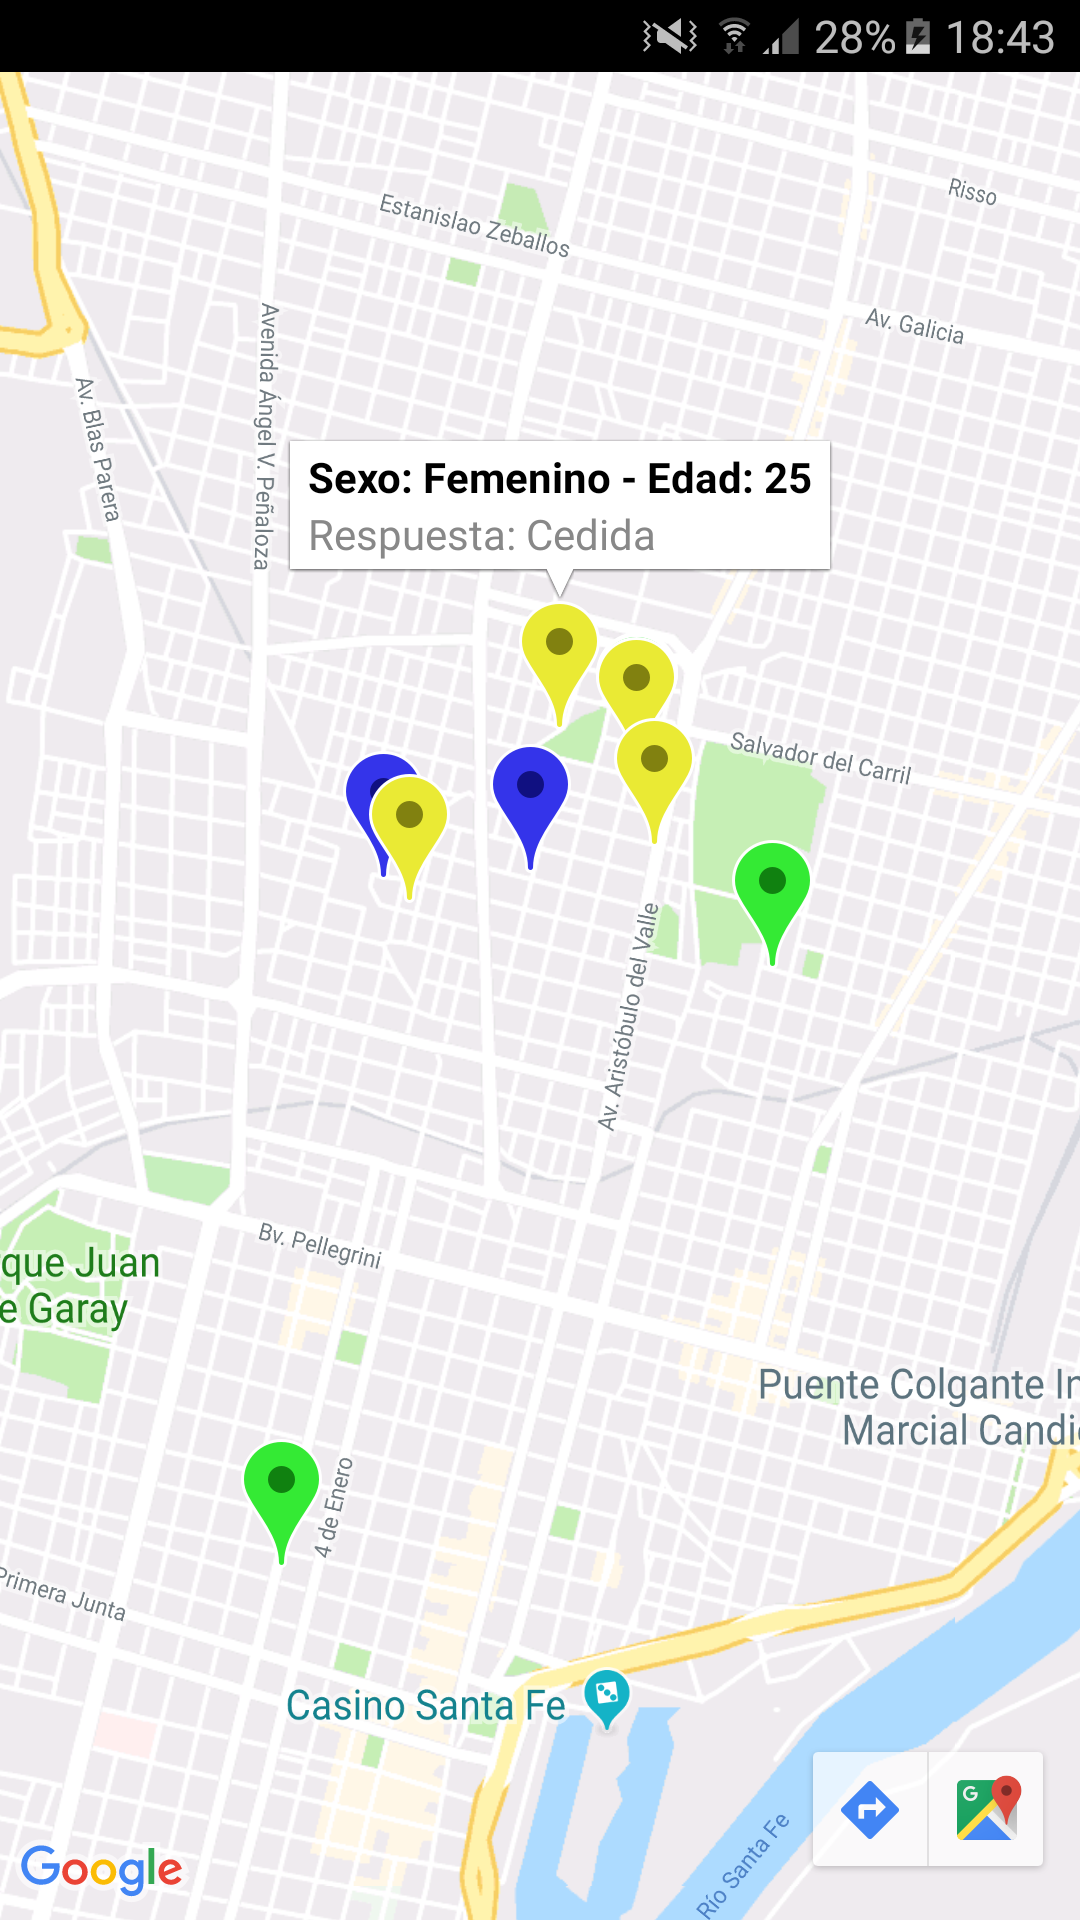 28% 18:43
Risso
Estanislao Zeballos
Av. Galicia
Avenida Ángel V. Peñaloza
Av. Blas Parera
Sexo: Femenino - Edad: 25
Respuesta: Cedida
Salvador del Carril
Av. Aristóbulo del Valle
Bv. Pellegrini
que Juan
e Garay
Puente Colgante In
Marcial Candi
4 de Enero
Primera Junta
Casino Santa Fe
G
Río Santa Fe
Google